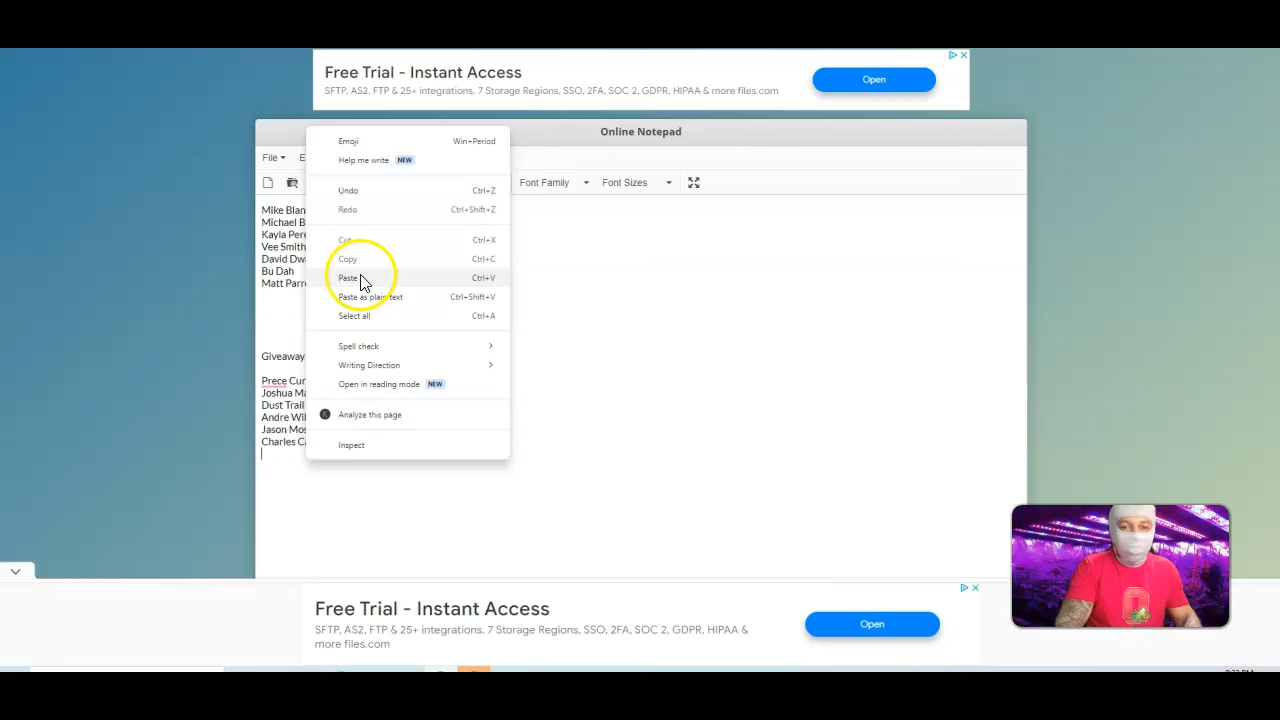 Free Trial - Instant Access
SFTP, AS2, FTP & 25+ integrations. 7 Storage Regions, SSO, 2FA, SOC 2, GDPR, HIPAA & more files.com
Open
Online Notepad
File
Font Family
Font Sizes
Emoji Win+Period
Help me write NEW
Undo Ctrl+Z
Redo Ctrl+Shift+Z
Cut Ctrl+X
Copy Ctrl+C
Paste Ctrl+V
Paste as plain text Ctrl+Shift+V
Select all Ctrl+A
Spell check
Writing Direction
Open in reading mode NEW
Analyze this page
Inspect
Mike Blan
Michael B
Kayla Pere
Vee Smith
David Dw
Bu Dah
Matt Parr
Giveaway
Prece Cur
Joshua Ma
Dust Trail
Andre Wil
Jason Mos
Charles Ca
Free Trial - Instant Access
SFTP, AS2, FTP & 25+ integrations. 7 Storage Regions, SSO, 2FA, SOC 2, GDPR, HIPAA &
more files.com
Open